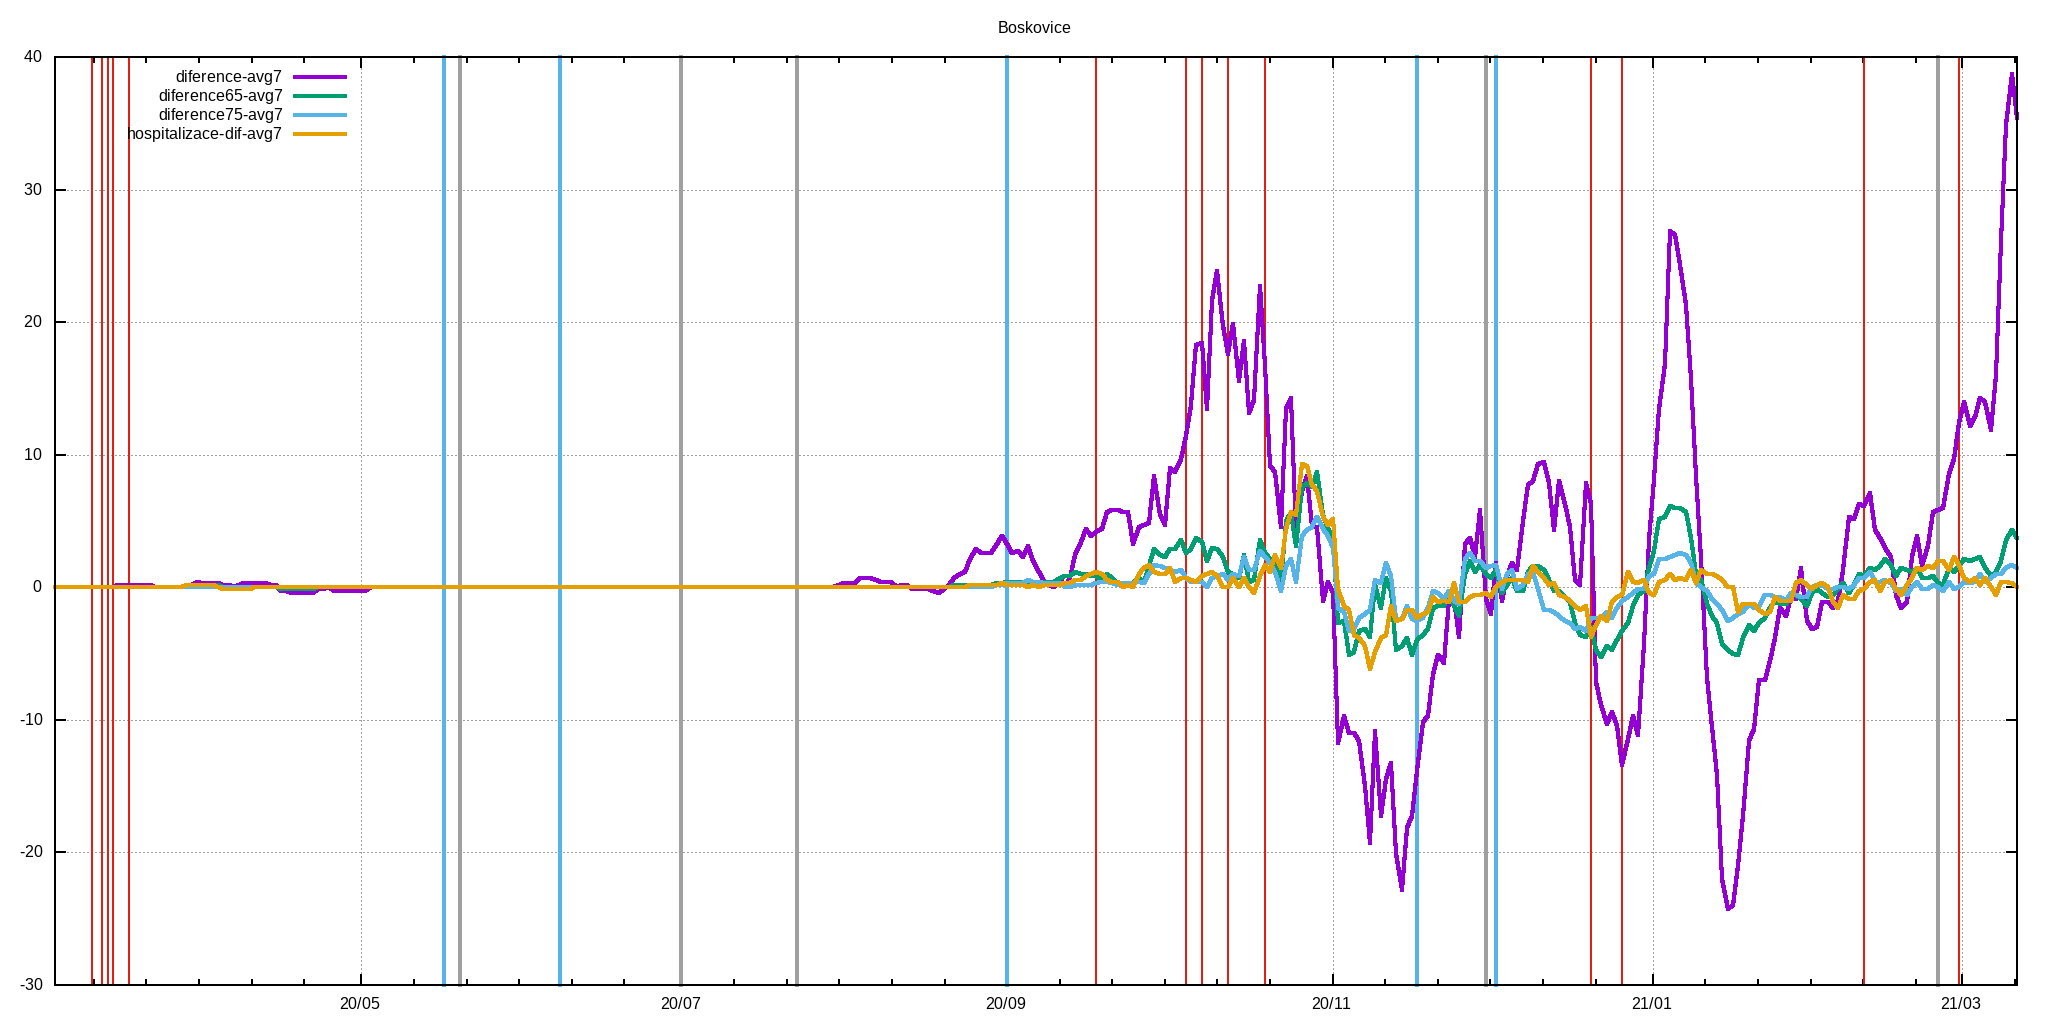 Boskovice
40
diference-avg7
diference65-avg7
diference75-avg7
hospitalizace-dif-avg7
30
20
10
0
-10
-20
-30
20/05 20/07 20/09 20/11 21/01 21/03